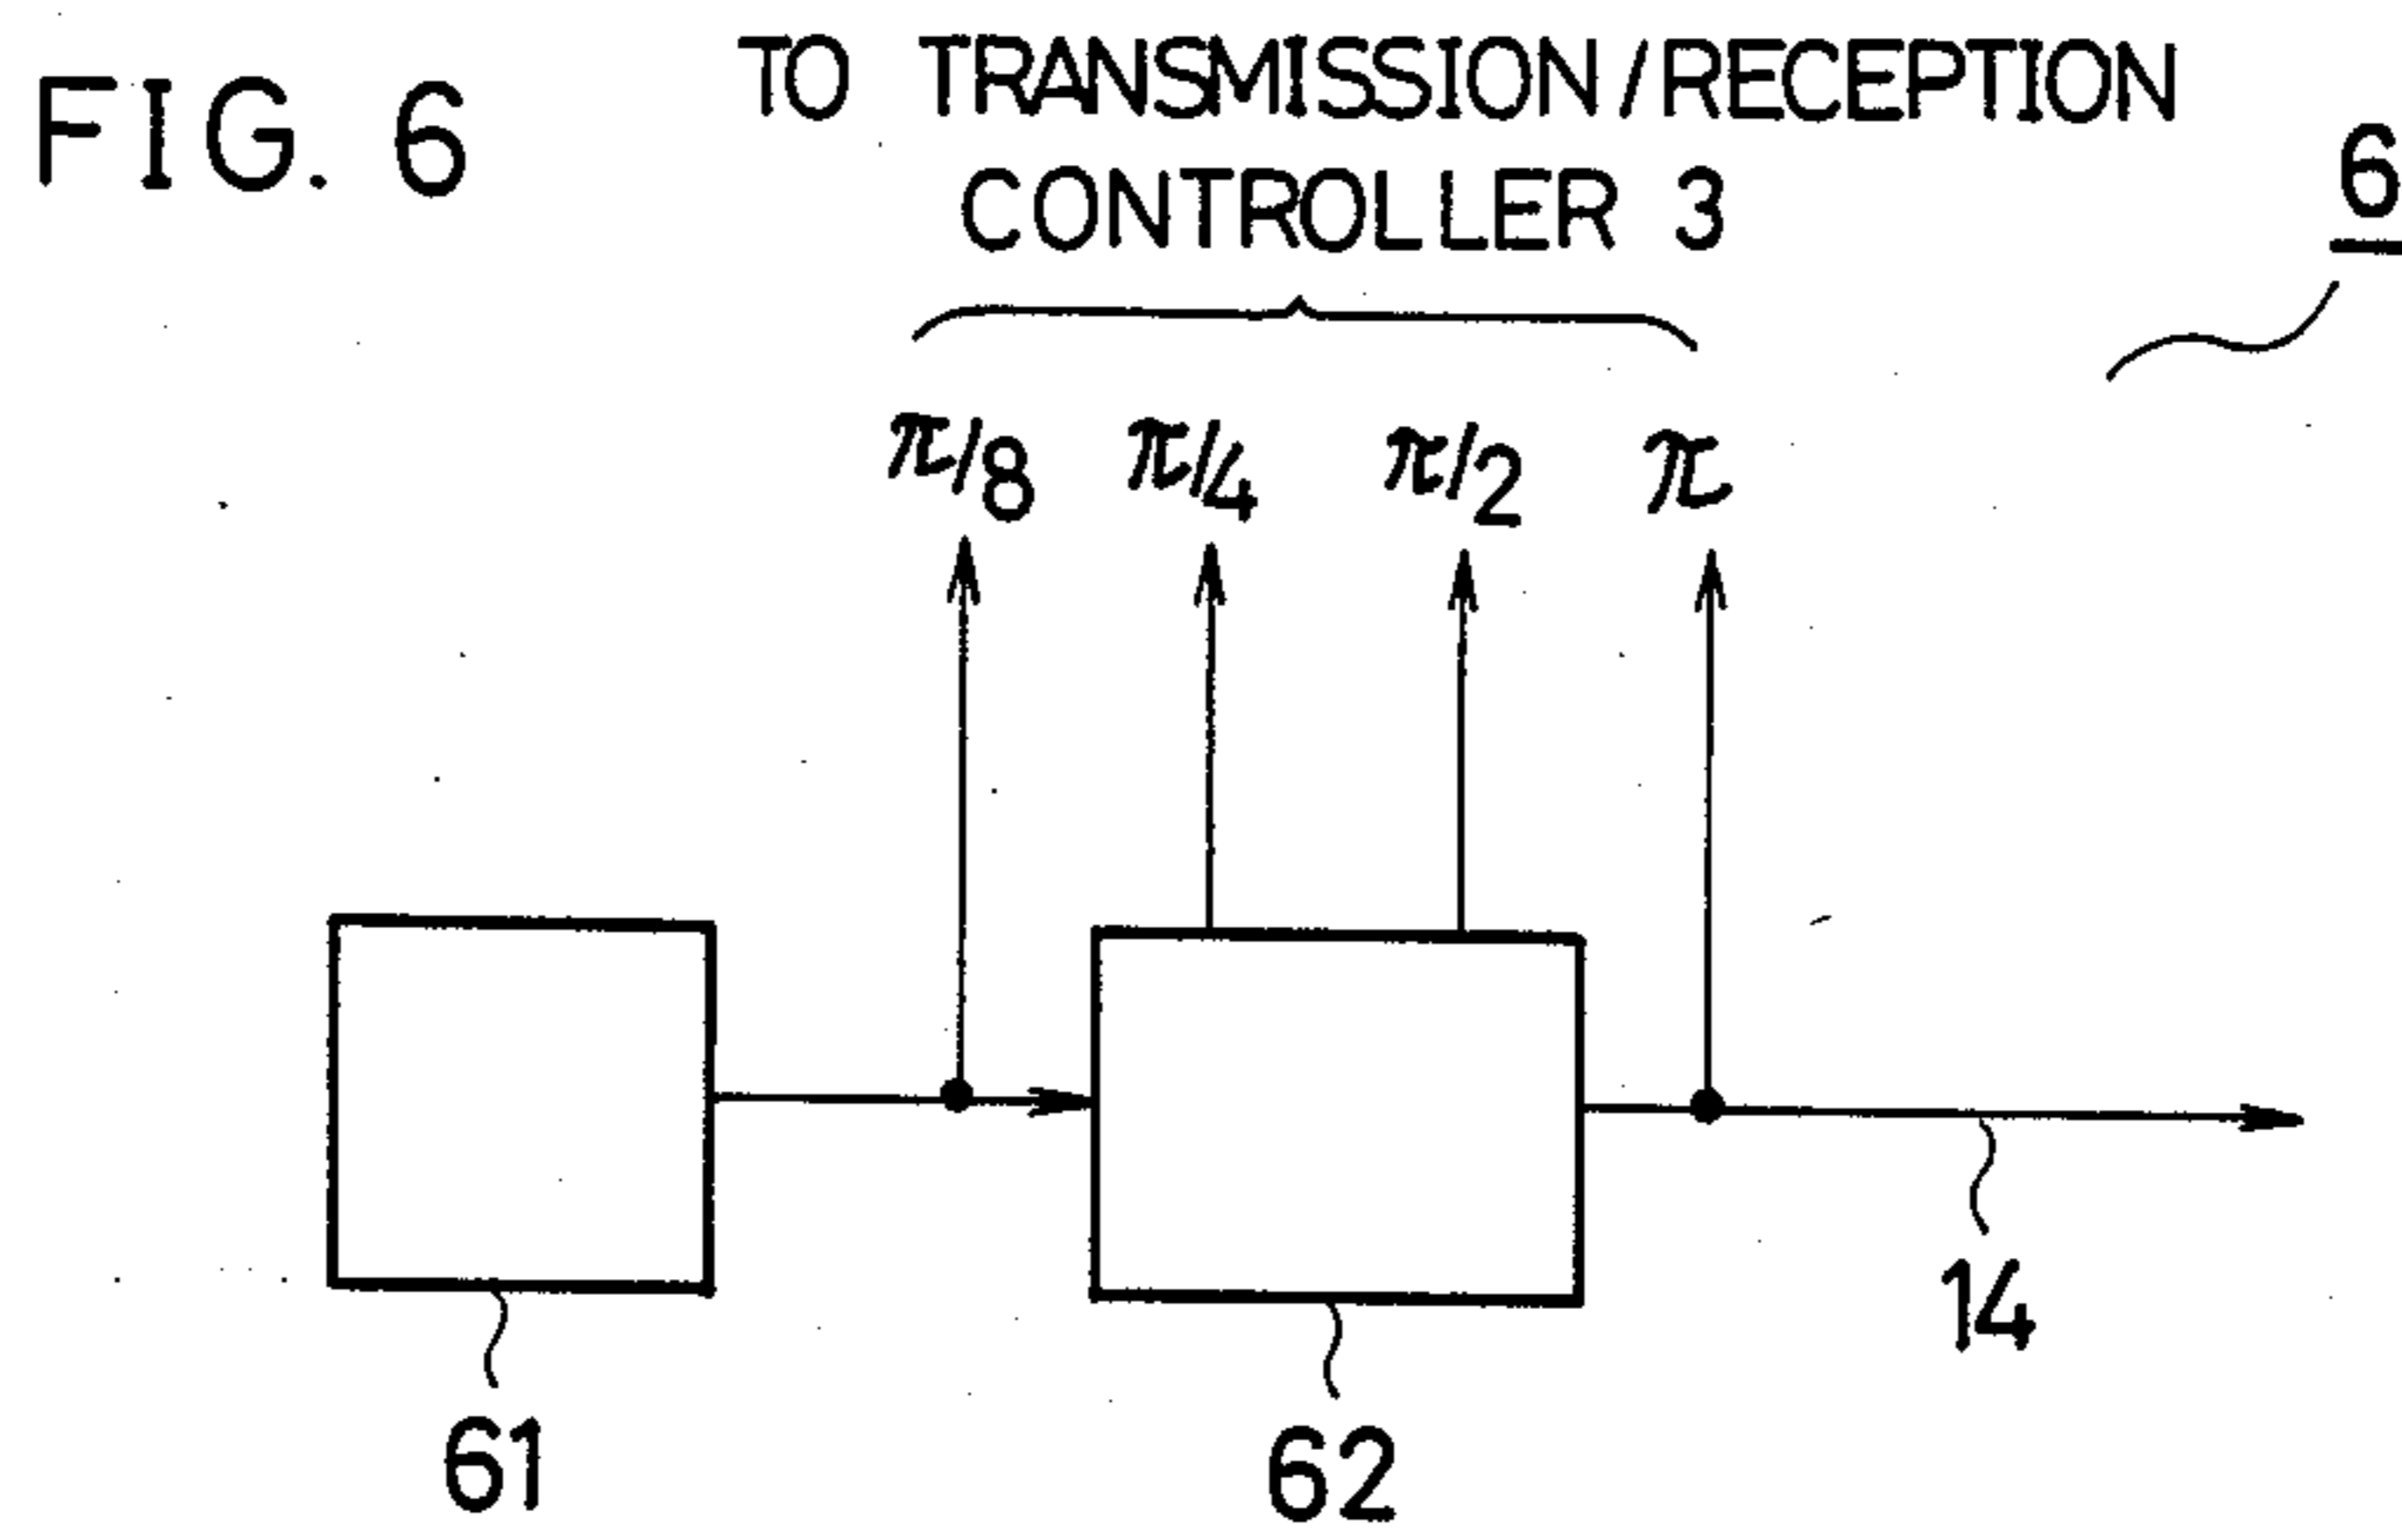 FIG. 6
TO TRANSMISSION/RECEPTION
CONTROLLER 3
6
π/8 π/4 π/2 π
14
61 62